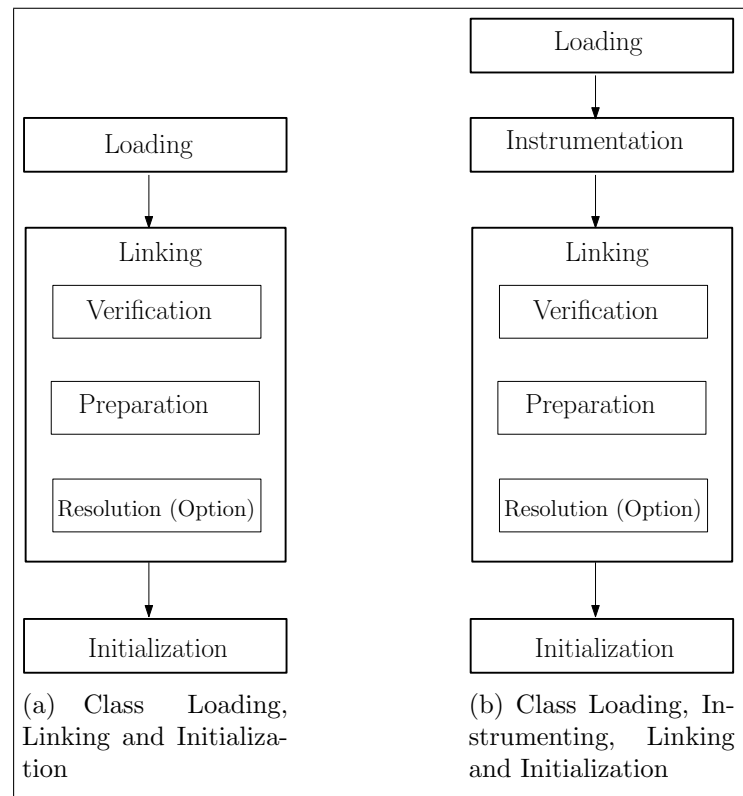 Loading
Linking
Verification
Preparation
Resolution (Option)
Initialization
(a) Class Loading,
Linking and Initializa-
tion
Loading
Instrumentation
Linking
Verification
Preparation
Resolution (Option)
Initialization
(b) Class Loading, In-
strumenting, Linking
and Initialization